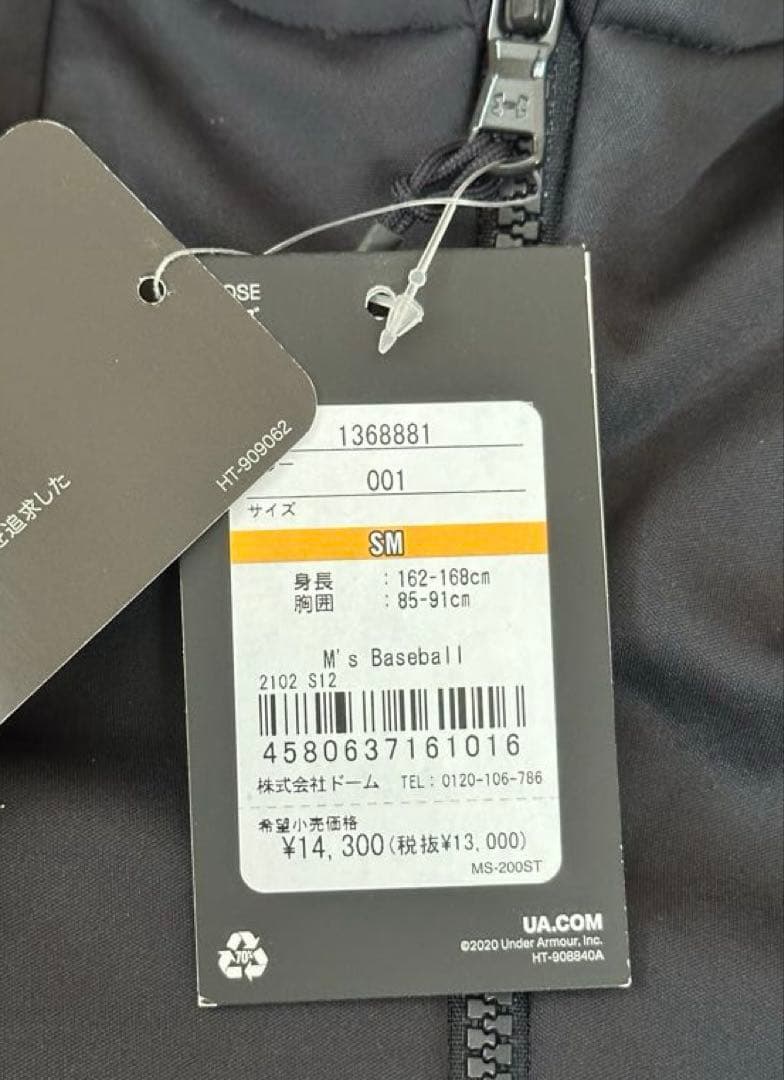 HT-909062
を追求した
1368881
001
サイズ
SM
身長 : 162-168cm
胸囲 : 85-91cm
M's Baseball
2102 S12
4580637161016
株式会社ドーム TEL: 0120-106-786
希望小売価格
¥14,300(税抜¥13,000)
MS-200ST
70%
UA.COM
©2020 Under Armour, Inc.
HT-908840A